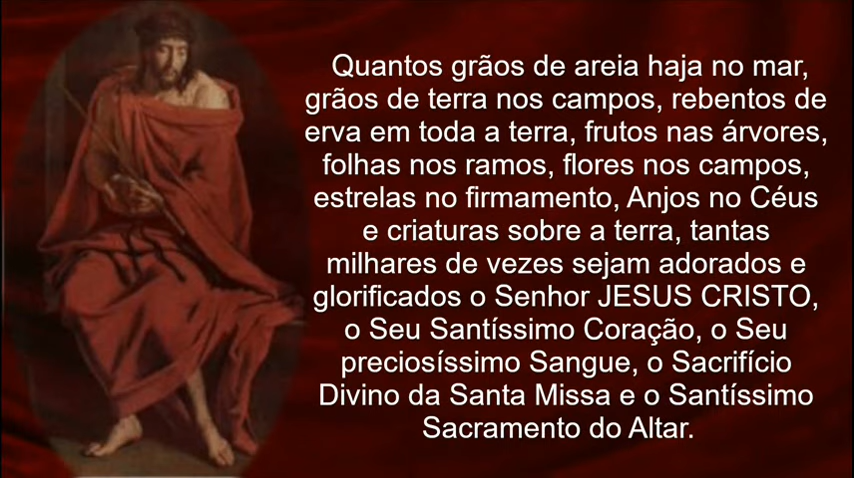 Quantos grãos de areia haja no mar,
grãos de terra nos campos, rebentos de
erva em toda a terra, frutos nas árvores,
folhas nos ramos, flores nos campos,
estrelas no firmamento, Anjos no Céus
e criaturas sobre a terra, tantas
milhares de vezes sejam adorados e
glorificados o Senhor JESUS CRISTO,
o Seu Santíssimo Coração, o Seu
preciosíssimo Sangue, o Sacrifício
Divino da Santa Missa e o Santíssimo
Sacramento do Altar.